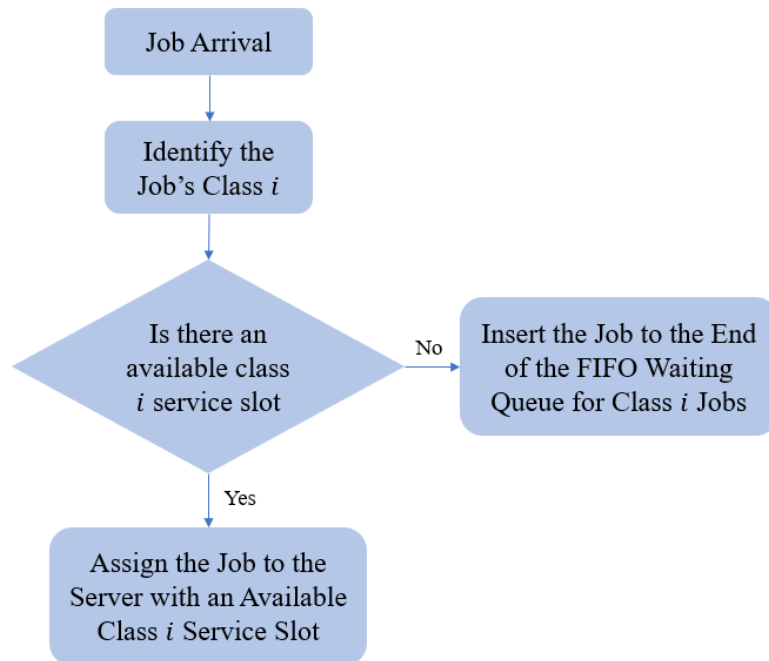 Job Arrival
Identify the
Job’s Class i
Is there an
available class
i service slot
No
Insert the Job to the End
of the FIFO Waiting
Queue for Class i Jobs
Yes
Assign the Job to the
Server with an Available
Class i Service Slot